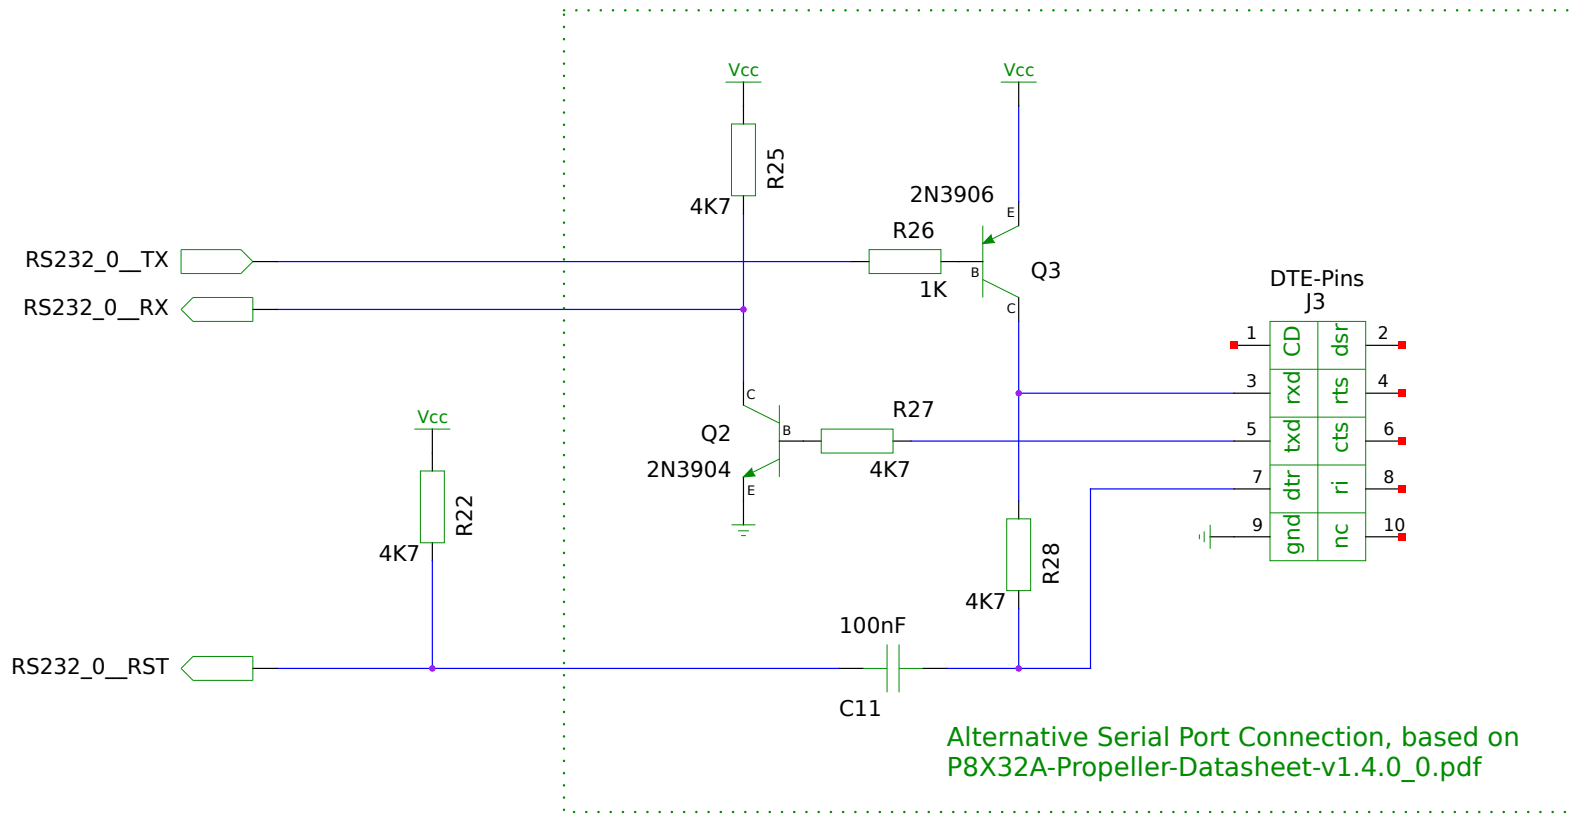 Vcc
Vcc
R25
4K7
2N3906
E
R26
RS232_0__TX
B
Q3
1K
C
RS232_0__RX
DTE-Pins
J3
1 CD dsr 2
3 rxd rts 4
5 txd cts 6
7 dtr ri 8
9 gnd nc 10
C
R27
Q2
B
2N3904
4K7
E
Vcc
R22
4K7
R28
4K7
100nF
RS232_0__RST
C11
Alternative Serial Port Connection, based on
P8X32A-Propeller-Datasheet-v1.4.0_0.pdf